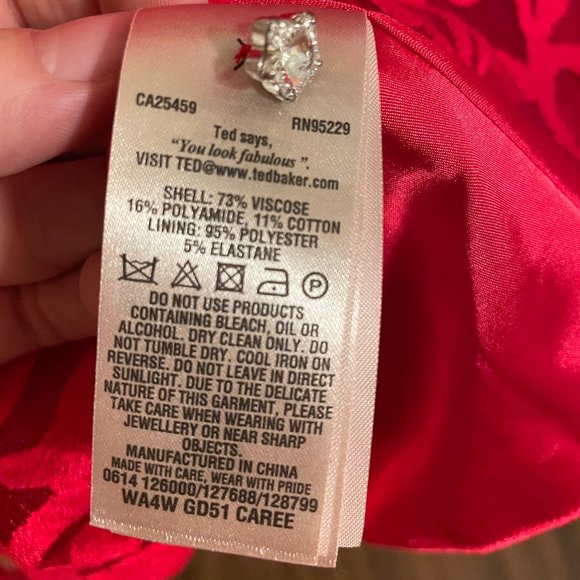 CA25459 RN95229
Ted says,
"You look fabulous ".
VISIT TED@www.tedbaker.com
SHELL: 73% VISCOSE
16% POLYAMIDE, 11% COTTON
LINING: 95% POLYESTER
5% ELASTANE
P
DO NOT USE PRODUCTS
CONTAINING BLEACH, OIL OR
ALCOHOL. DRY CLEAN ONLY. DO
NOT TUMBLE DRY. COOL IRON ON
REVERSE. DO NOT LEAVE IN DIRECT
SUNLIGHT. DUE TO THE DELICATE
NATURE OF THIS GARMENT, PLEASE
TAKE CARE WHEN WEARING WITH
JEWELLERY OR NEAR SHARP
OBJECTS.
MANUFACTURED IN CHINA
MADE WITH CARE, WEAR WITH PRIDE
0614 126000/127688/128799
WA4W GD51 CAREE